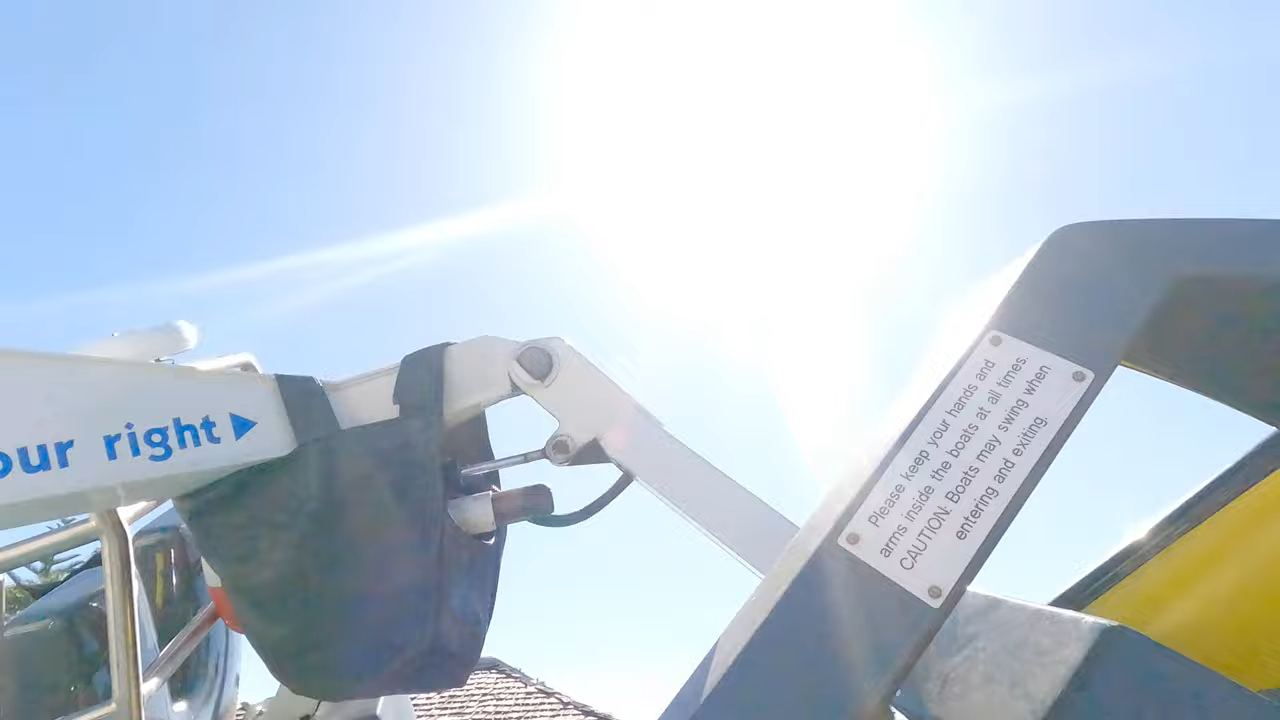 our right
Please keep your hands and
arms inside the boats at all times.
CAUTION: Boats may swing when
entering and exiting.